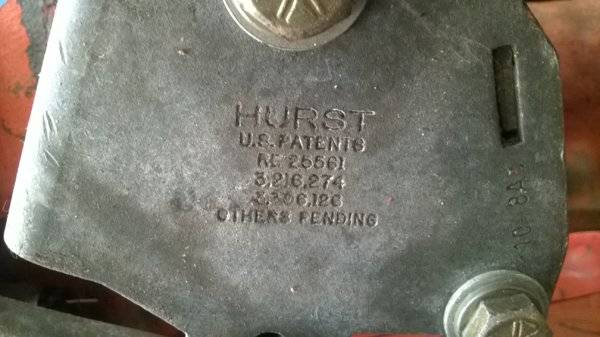 HURST
U.S. PATENTS
RE 25561
3,216,274
3,306,126
OTHERS PENDING